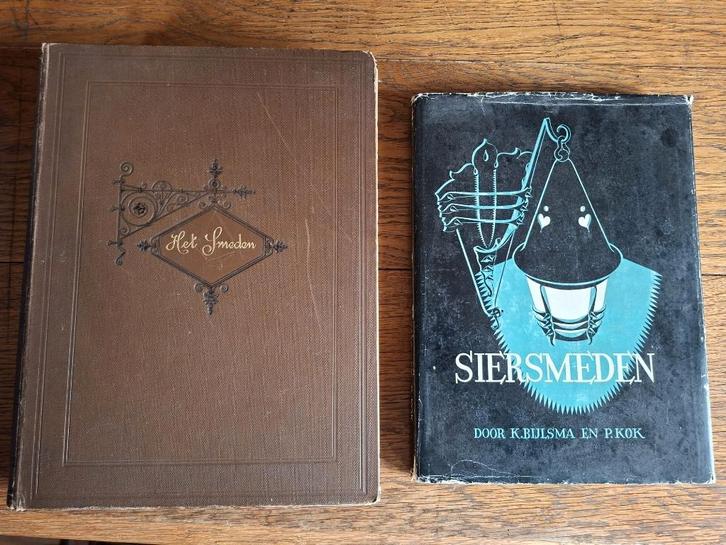 Het Smeden
SIERSMEDEN
DOOR K.BIJLSMA EN P.KOK